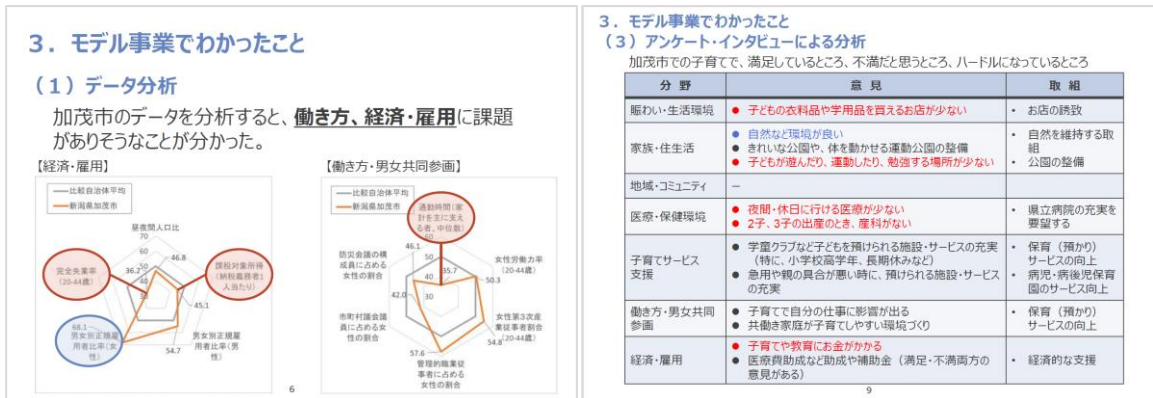 3．モデル事業でわかったこと
（1）データ分析
加茂市のデータを分析すると、働き方、経済・雇用に課題
がありそうなことが分かった。
【経済・雇用】
比較自治体平均
新潟県加茂市
昼夜間人口比
70
60
50
40
30
46.8
36.2
完全失業率
(20-44歳)
課税対象所得
(納税義務者1
人当たり)
45.1
68.1
男女別正規雇
用者比率(女
性)
54.7
男女別正規雇
用者比率(男
性)
【働き方・男女共同参画】
比較自治体平均
新潟県加茂市
通勤時間(家
計を主に支え
る者、中位数)
60
50
40
30
46.1
35.7
防災会議の構
成員に占める
女性の割合
女性労働力率
(20-44歳)
50.3
42.0
市町村議会議
員に占める女
性の割合
女性第3次産
業従事者割合
(20-44歳)
54.8
57.6
管理的職業従
事者に占める
女性の割合
6
3．モデル事業でわかったこと
（3）アンケート・インタビューによる分析
加茂市での子育てで、満足しているところ、不満だと思うところ、ハードルになっているところ
分 野 意 見 取 組
賑わい・生活環境 ● 子どもの衣料品や学用品を買えるお店が少ない ・ お店の誘致
家族・住生活
● 自然など環境が良い
● きれいな公園や、体を動かせる運動公園の整備
● 子どもが遊んだり、運動したり、勉強する場所が少ない
・ 自然を維持する取
組
・ 公園の整備
地域・コミュニティ －
医療・保健環境
● 夜間・休日に行ける医療が少ない
● 2子、3子の出産のとき、産科がない
・ 県立病院の充実を
要望する
子育てサービス
支援
● 学童クラブなど子どもを預けられる施設・サービスの充実
（特に、小学校高学年、長期休みなど）
● 急用や親の具合が悪い時に、預けられる施設・サービス
の充実
・ 保育（預かり）
サービスの向上
・ 病児・病後児保育
園のサービス向上
働き方・男女共同
参画
● 子育てで自分の仕事に影響が出る
● 共働き家庭が子育てしやすい環境づくり
・ 保育（預かり）
サービスの向上
経済・雇用
● 子育てや教育にお金がかかる
● 医療費助成など助成や補助金（満足・不満両方の
意見がある）
・ 経済的な支援
9